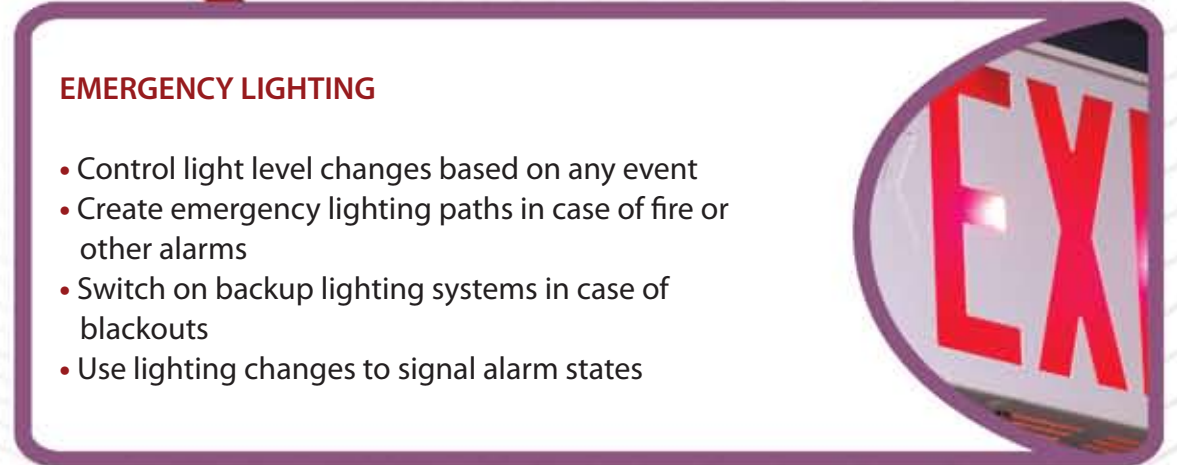 EMERGENCY LIGHTING
• Control light level changes based on any event
• Create emergency lighting paths in case of fire or
other alarms
• Switch on backup lighting systems in case of
blackouts
• Use lighting changes to signal alarm states
EXI